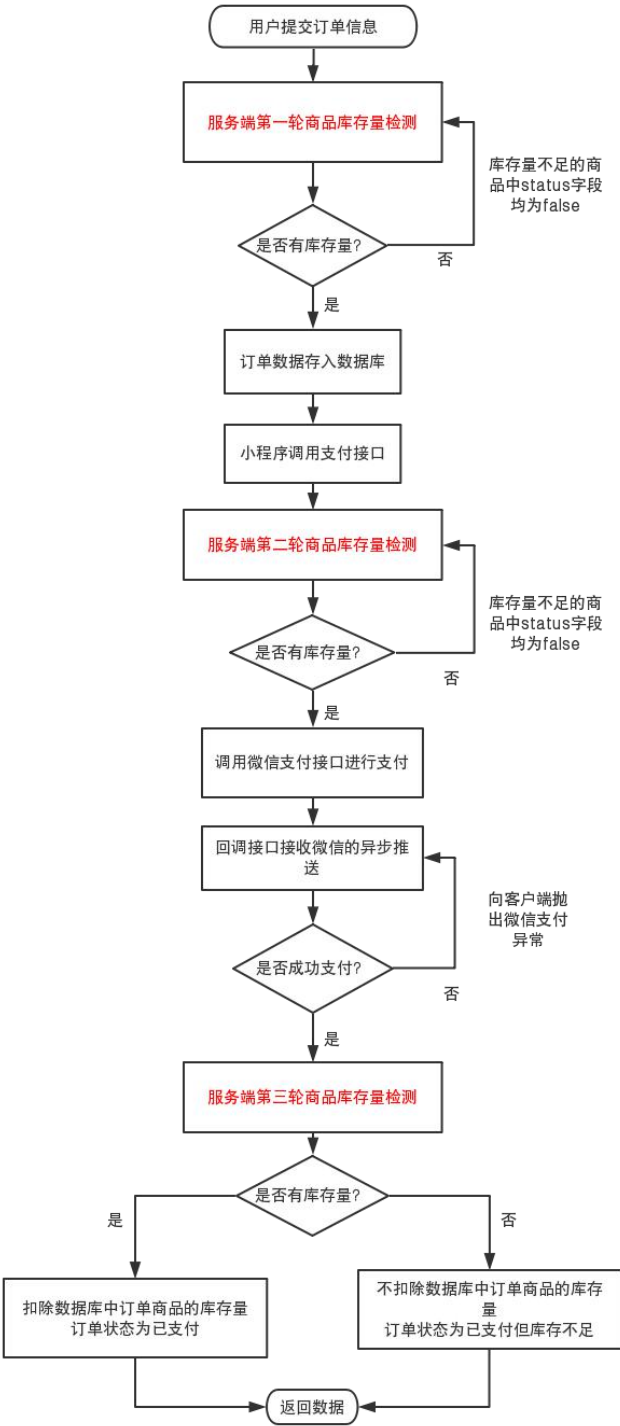 用户提交订单信息
服务端第一轮商品库存量检测
库存量不足的商
品中status字段
均为false
是否有库存量?
否
是
订单数据存入数据库
小程序调用支付接口
服务端第二轮商品库存量检测
库存量不足的商
品中status字段
均为false
是否有库存量?
否
是
调用微信支付接口进行支付
回调接口接收微信的异步推
送
向客户端抛
出微信支付
异常
是否成功支付?
否
是
服务端第三轮商品库存量检测
是否有库存量?
是
否
扣除数据库中订单商品的库存量
订单状态为已支付
不扣除数据库中订单商品的库存
量
订单状态为已支付但库存不足
返回数据